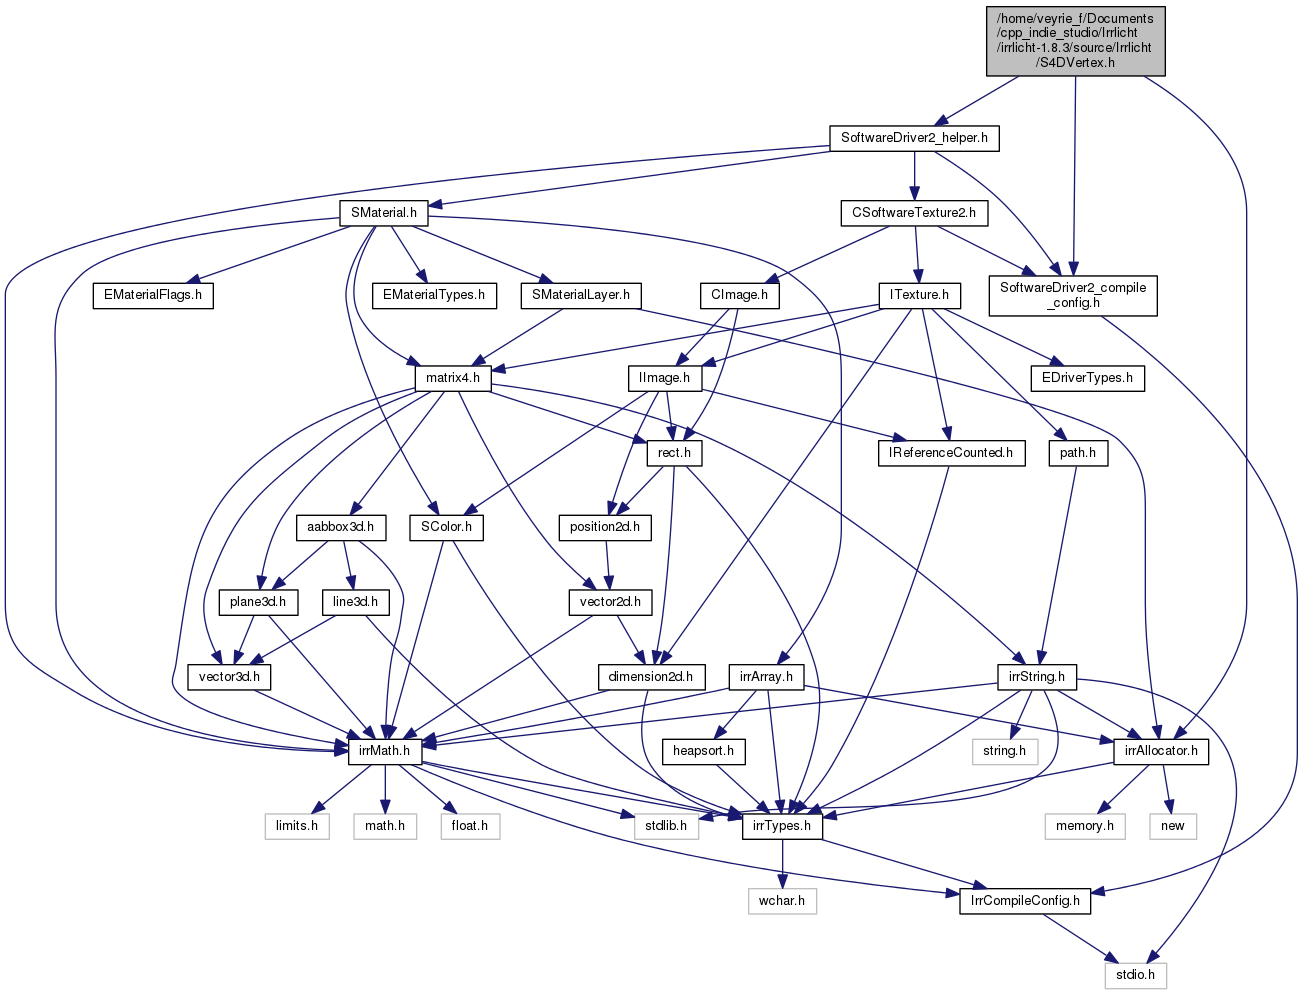 /home/veyrie_f/Documents
/cpp_indie_studio/Irrlicht
/irrlicht-1.8.3/source/Irrlicht
/S4DVertex.h
SoftwareDriver2_helper.h
SMaterial.h
CSoftwareTexture2.h
EMaterialFlags.h
EMaterialTypes.h
SMaterialLayer.h
CImage.h
ITexture.h
SoftwareDriver2_compile
_config.h
matrix4.h
IImage.h
EDriverTypes.h
rect.h
IReferenceCounted.h
path.h
aabbox3d.h
SColor.h
position2d.h
plane3d.h
line3d.h
vector2d.h
vector3d.h
dimension2d.h
irrArray.h
irrString.h
irrMath.h
heapsort.h
string.h
irrAllocator.h
limits.h
math.h
float.h
stdlib.h
irrTypes.h
memory.h
new
wchar.h
IrrCompileConfig.h
stdio.h